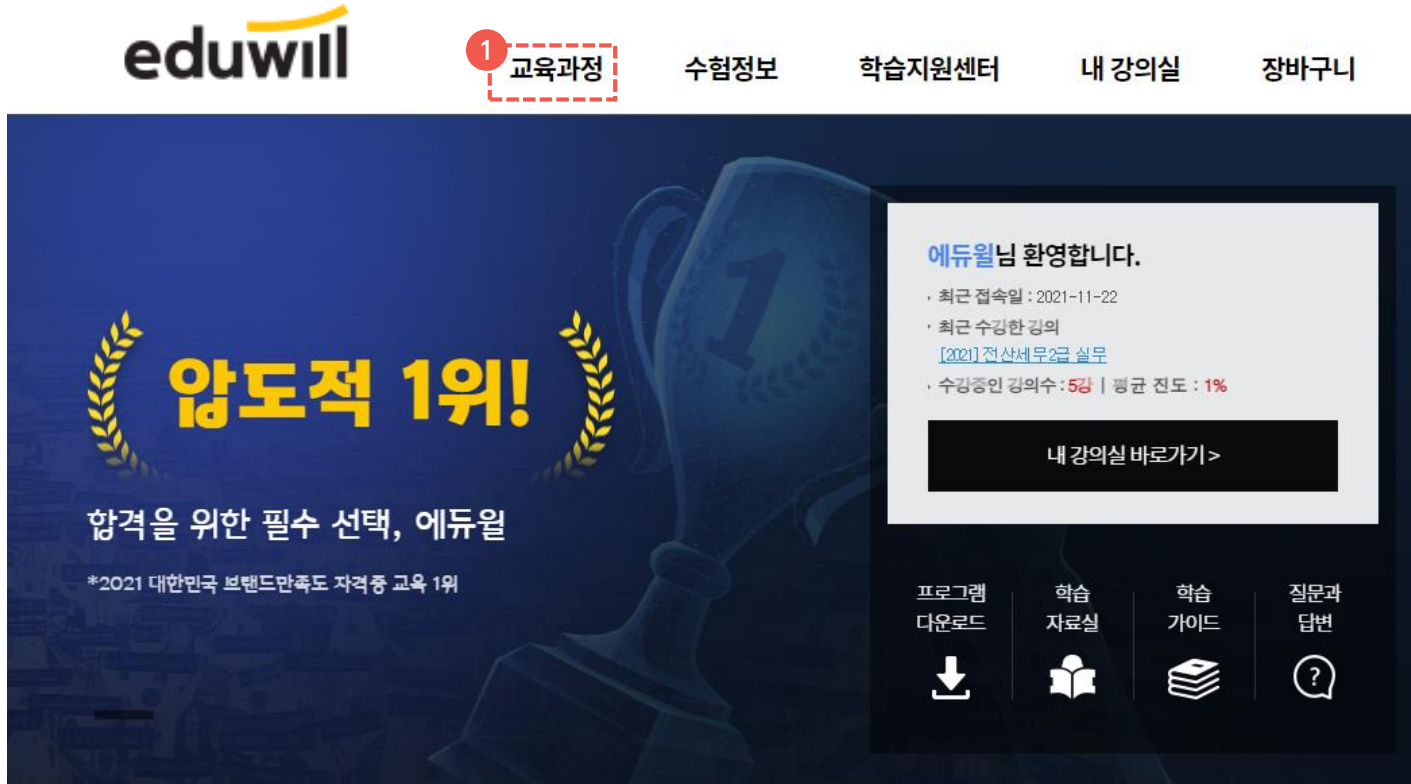 eduwill
1
교육과정
수험정보
학습지원센터
내 강의실
장바구니
1
에듀윌님 환영합니다.
· 최근 접속일 : 2021-11-22
· 최근 수강한 강의
[2021] 전산세무2급 실무
· 수강중인 강의수 : 5강 | 평균 진도 : 1%
내 강의실 바로가기 >
압도적 1위!
합격을 위한 필수 선택, 에듀윌
*2021 대한민국 브랜드만족도 자격증 교육 1위
프로그램
다운로드
학습
자료실
학습
가이드
질문과
답변
?